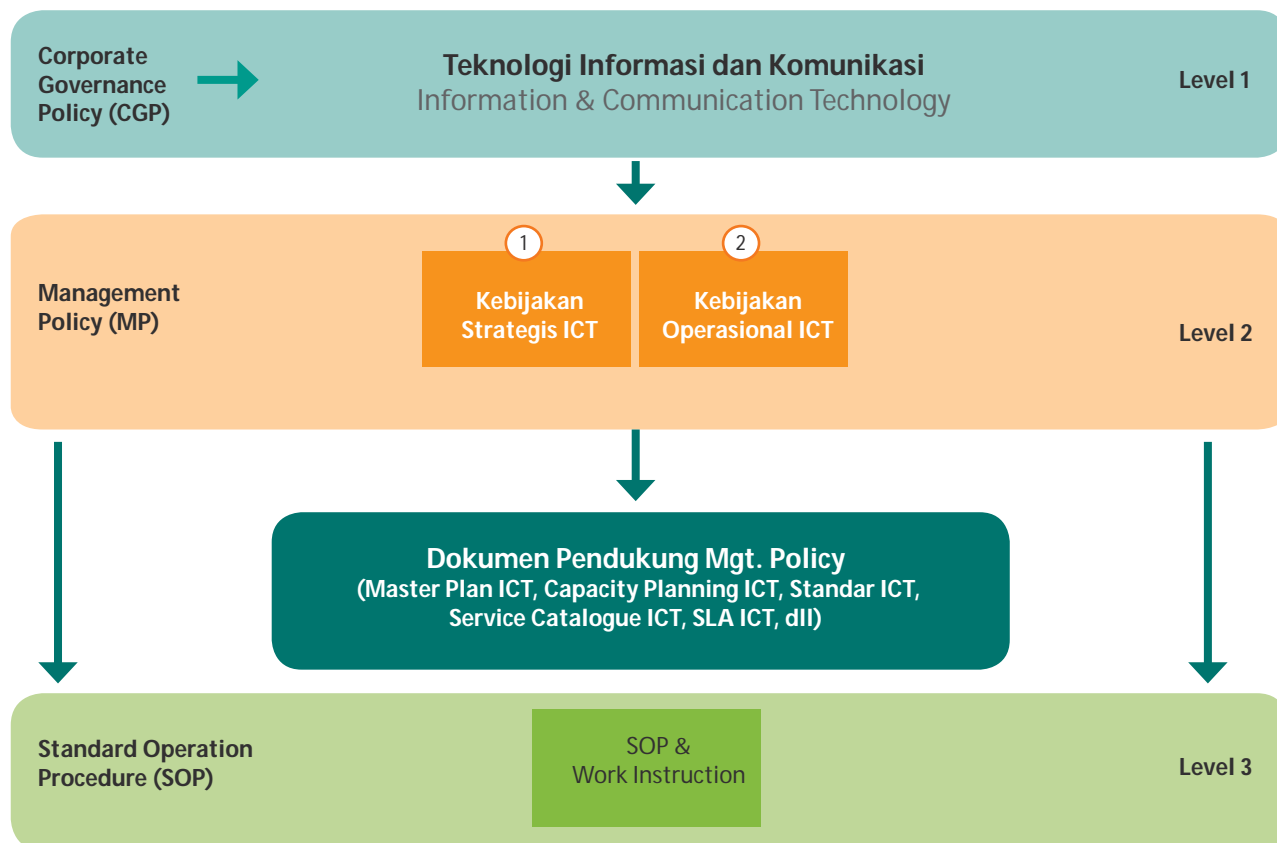 Corporate
Governance
Policy (CGP)
Teknologi Informasi dan Komunikasi
Information & Communication Technology
Level 1
Management
Policy (MP)
1
Kebijakan
Strategis ICT
2
Kebijakan
Operasional ICT
Level 2
Dokumen Pendukung Mgt. Policy
(Master Plan ICT, Capacity Planning ICT, Standar ICT,
Service Catalogue ICT, SLA ICT, dll)
Standard Operation
Procedure (SOP)
SOP &
Work Instruction
Level 3